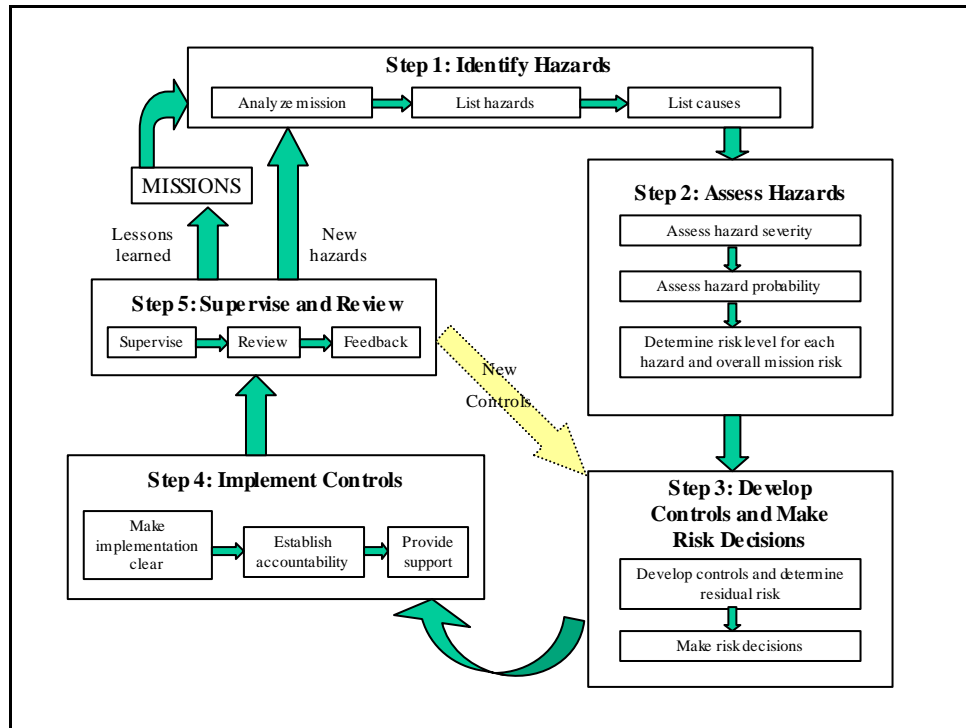 Step 1: Identify Hazards
Analyze mission
List hazards
List causes
MISSIONS
Step 2: Assess Hazards
Assess hazard severity
Assess hazard probability
Determine risk level for each
hazard and overall mission risk
Lessons
learned
New
hazards
Step 5: Supervise and Review
Supervise
Review
Feedback
New
Controls
Step 4: Implement Controls
Make
implementation
clear
Establish
accountability
Provide
support
Step 3: Develop
Controls and Make
Risk Decisions
Develop controls and determine
residual risk
Make risk decisions